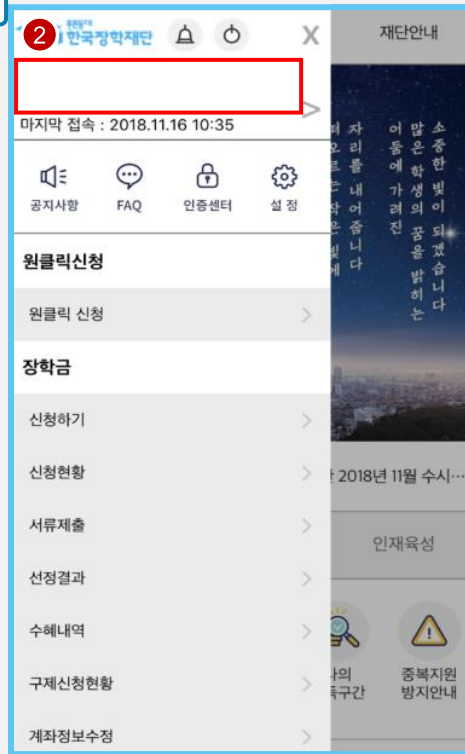 2
푸른등대
한국장학재단
X
재단안내
>
마지막 접속 : 2018.11.16 10:35
공지사항 FAQ 인증센터 설 정
원클릭신청
원클릭 신청 >
장학금
신청하기 >
신청현황 >
서류제출 >
선정결과 >
수혜내역 >
구제신청현황 >
계좌정보수정 >
소중한 빛이 되겠습니다
많은 학생의 꿈을 밝히는
어둠에 가려진
자리를 내어줍니다
2018년 11월 수시…
인재육성
중복지원
방지안내